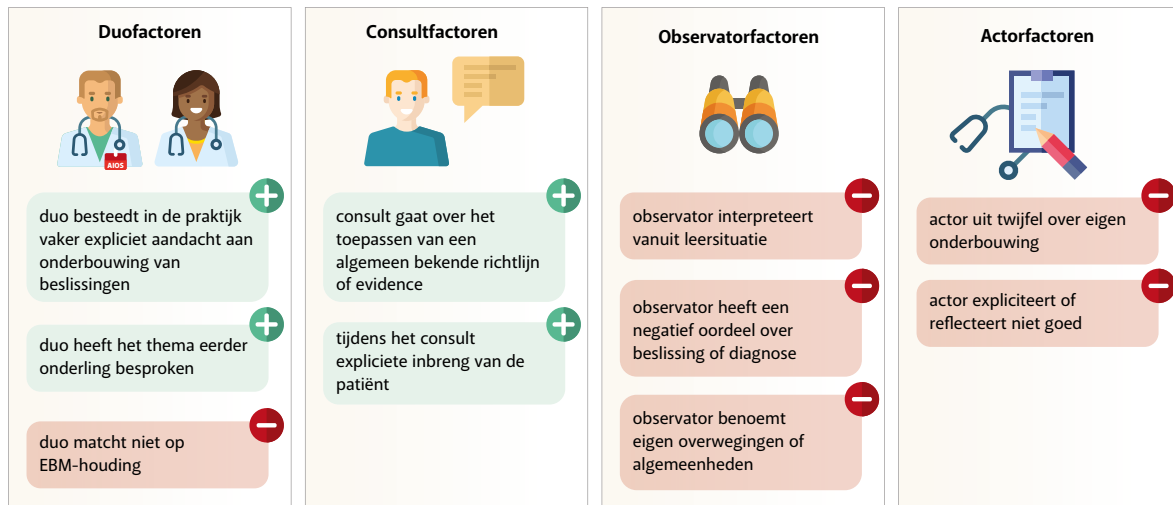 Duofactoren
AIOS
duo besteedt in de praktijk
vaker expliciet aandacht aan
onderbouwing van
beslissingen
duo heeft het thema eerder
onderling besproken
duo matcht niet op
EBM-houding
Consultfactoren
consult gaat over het
toepassen van een
algemeen bekende richtlijn
of evidence
tijdens het consult
expliciete inbreng van de
patiënt
Observatorfactoren
observator interpreteert
vanuit leersituatie
observator heeft een
negatief oordeel over
beslissing of diagnose
observator benoemt
eigen overwegingen of
algemeenheden
Actorfactoren
actor uit twijfel over eigen
onderbouwing
actor expliciteert of
reflecteert niet goed